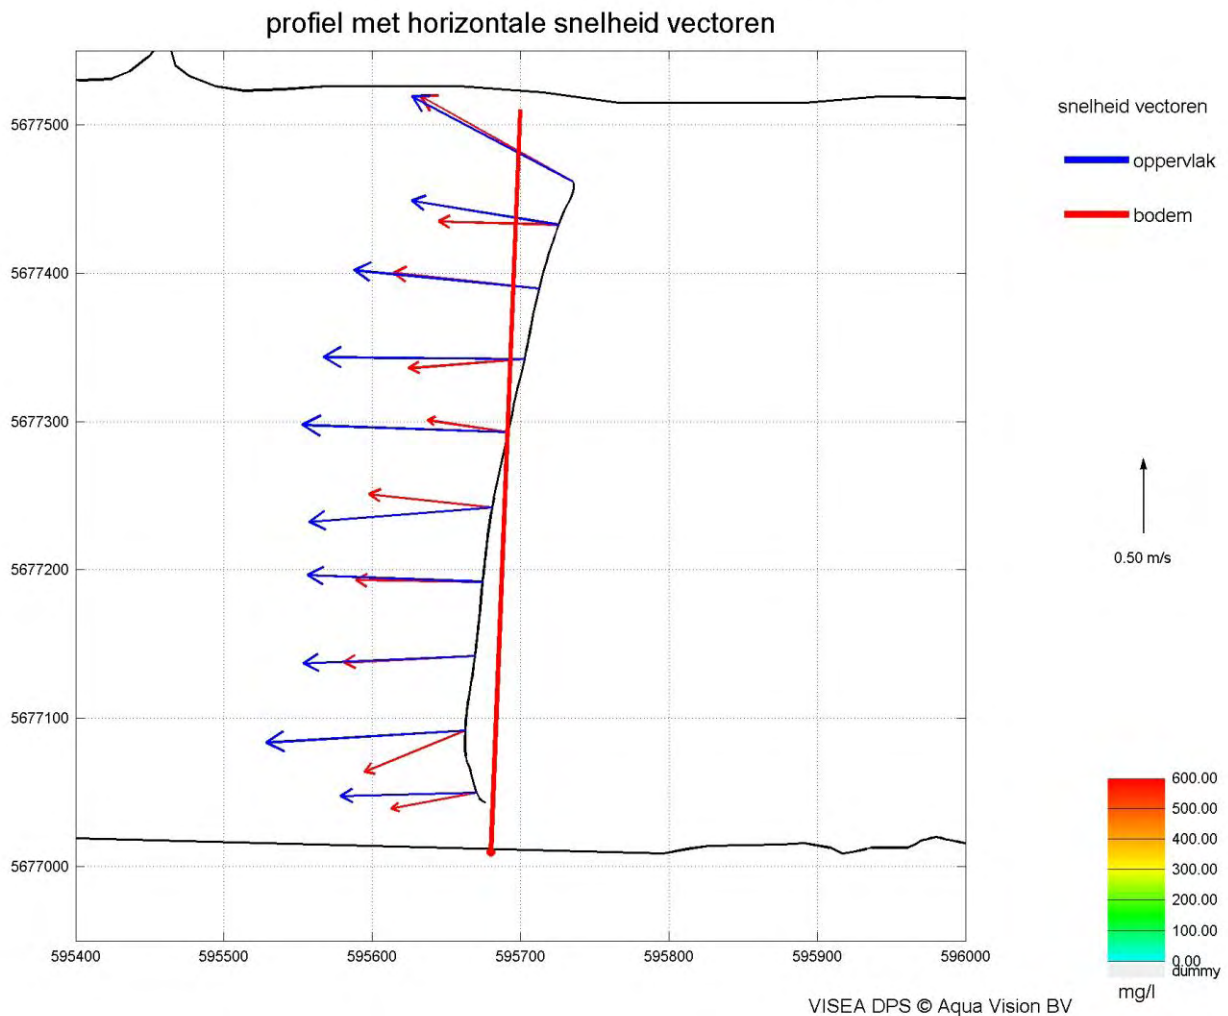 profiel met horizontale snelheid vectoren
snelheid vectoren
oppervlak
bodem
5677500
5677400
5677300
5677200
5677100
5677000
595400
595500
595600
595700
595800
595900
596000
0.50 m/s
600.00
500.00
400.00
300.00
200.00
100.00
0.00
dummy
mg/l
VISEA DPS © Aqua Vision BV